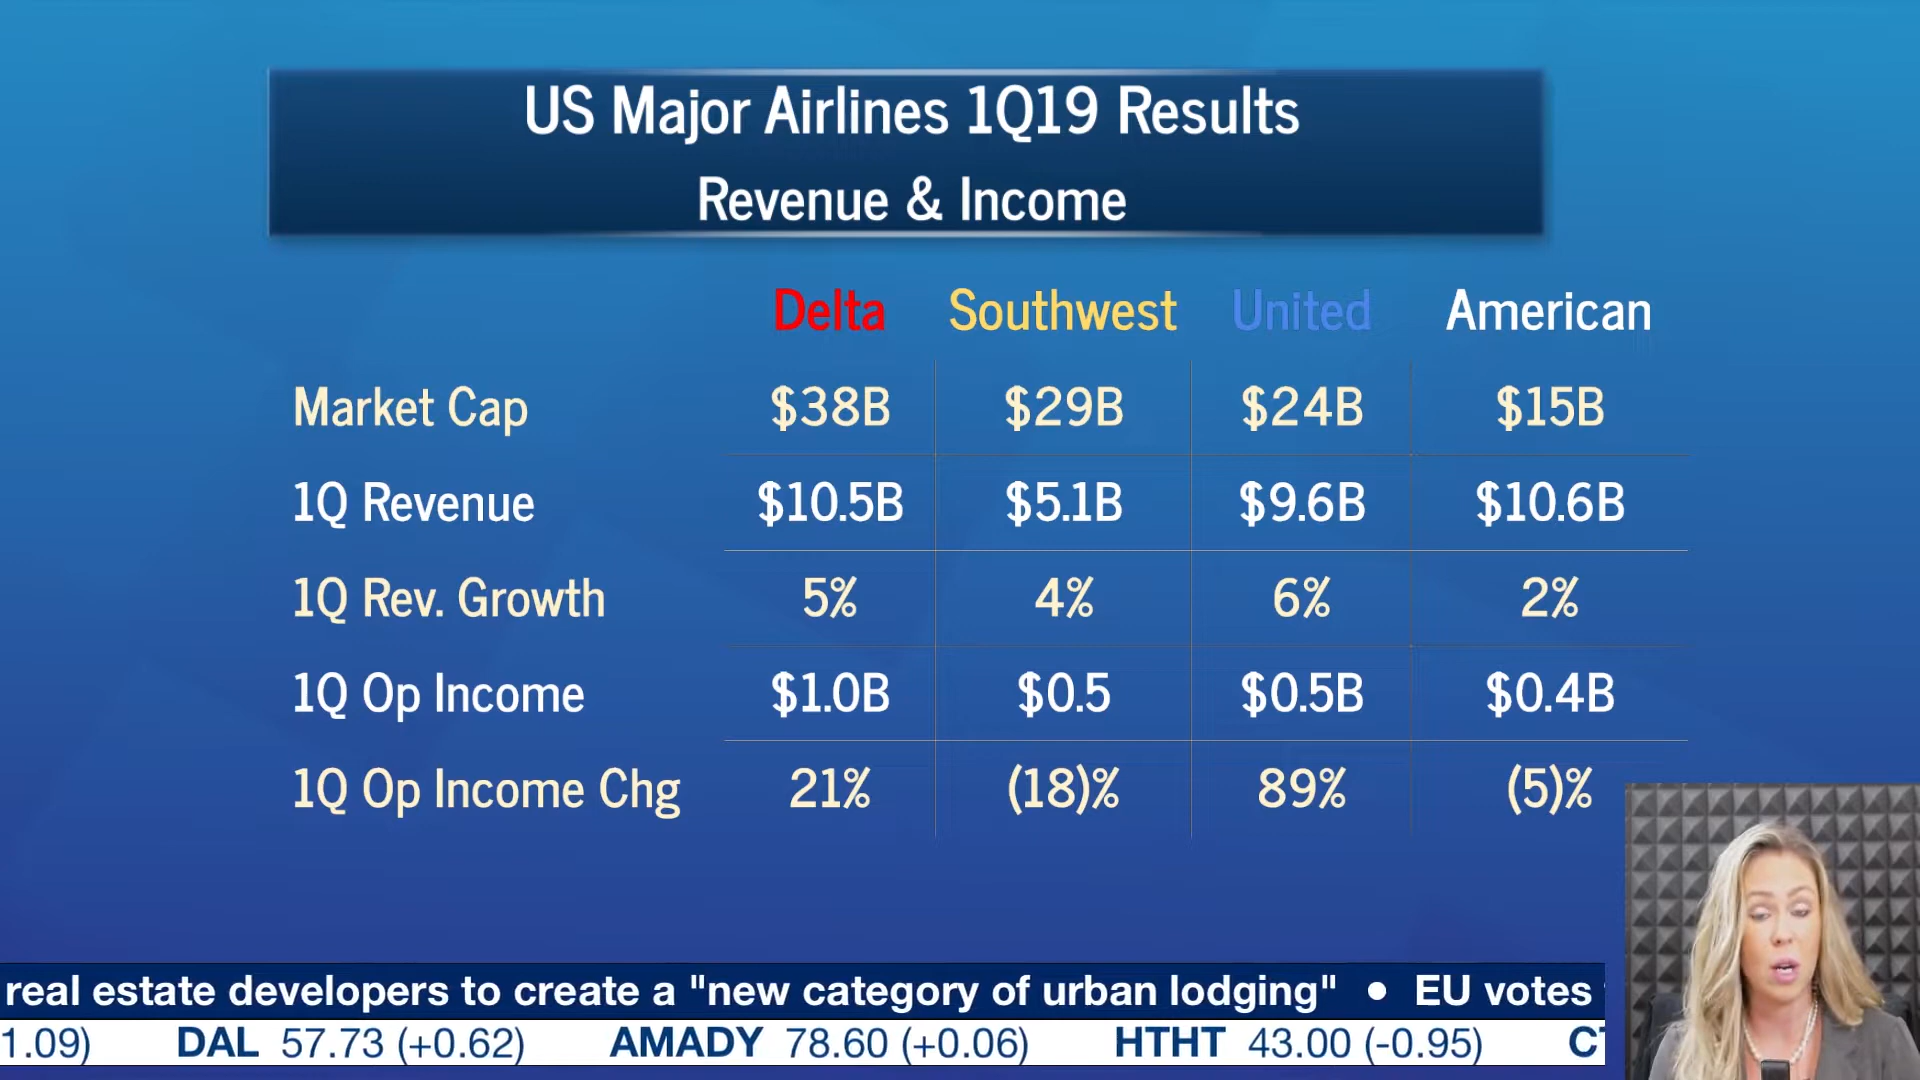 US Major Airlines 1Q19 Results
Revenue & Income
Delta Southwest United American
Market Cap $38B $29B $24B $15B
1Q Revenue $10.5B $5.1B $9.6B $10.6B
1Q Rev. Growth 5% 4% 6% 2%
1Q Op Income $1.0B $0.5 $0.5B $0.4B
1Q Op Income Chg 21% (18)% 89% (5)%
real estate developers to create a "new category of urban lodging" • EU votes
1.09) DAL 57.73 (+0.62) AMADY 78.60 (+0.06) HTHT 43.00 (-0.95)